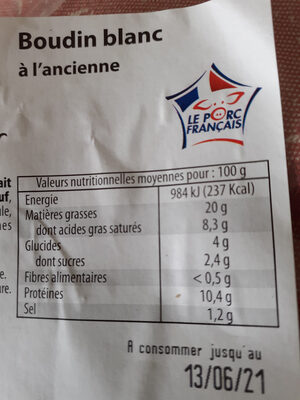 Boudin blanc
à l'ancienne
LE PORC
FRANÇAIS
Valeurs nutritionnelles moyennes pour : 100 g
Energie 984 kJ (237 Kcal)
Matières grasses 20 g
dont acides gras saturés 8,3 g
Glucides 4 g
dont sucres 2,4 g
Fibres alimentaires < 0,5 g
Protéines 10,4 g
Sel 1,2 g
A consommer jusqu'au
13/06/21